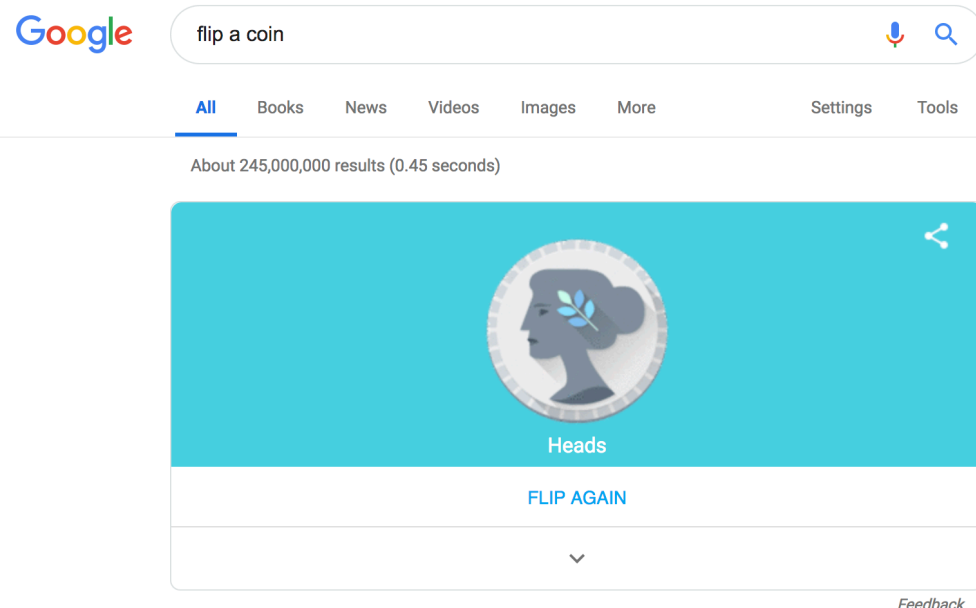 Google
flip a coin
All Books News Videos Images More Settings Tools
About 245,000,000 results (0.45 seconds)
Heads
FLIP AGAIN
Feedback